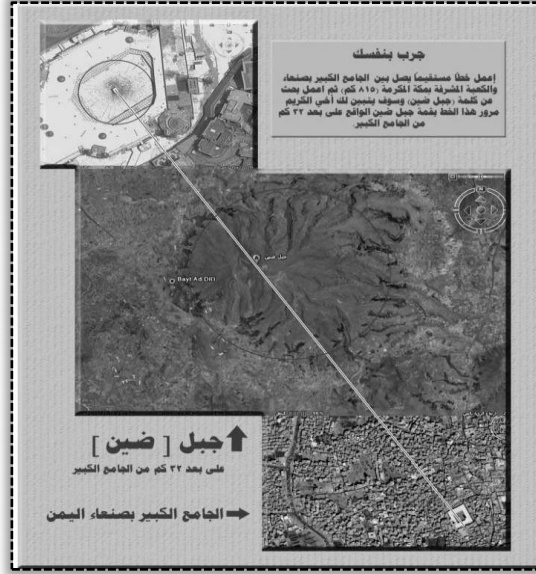 جرب بنفسك
إعمل خطاً مستقيماً يصل بين الجامع الكبير بصنعاء
والكعبة المشرفة بمكة المكرمة (٨١٥ كم) ثم اعمل بحث
عن كلمة (جبل ضين) وسوف يتبين لك أخي الكريم
مرور هذا الخط بقمة جبل ضين الواقع على بعد ٣٢ كم
من الجامع الكبير.
جبل ضين
Bayt Ad Dil'i
جبل [ ضين ]
على بعد ٣٢ كم من الجامع الكبير
الجامع الكبير بصنعاء اليمن